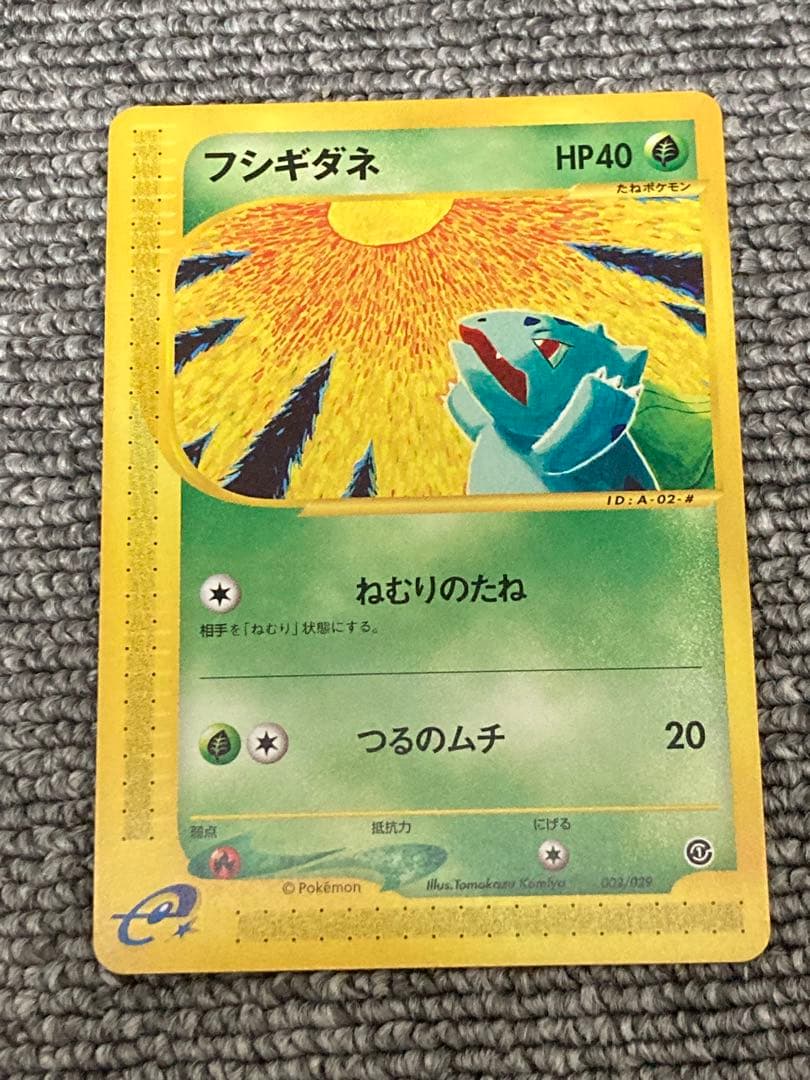 フシギダネ HP40
たねポケモン
ID:A-02-#
ねむりのたね
相手を「ねむり」状態にする。
つるのムチ 20
弱点 抵抗力 にげる
©Pokémon Illus.Tomokazu Komiya 002/029